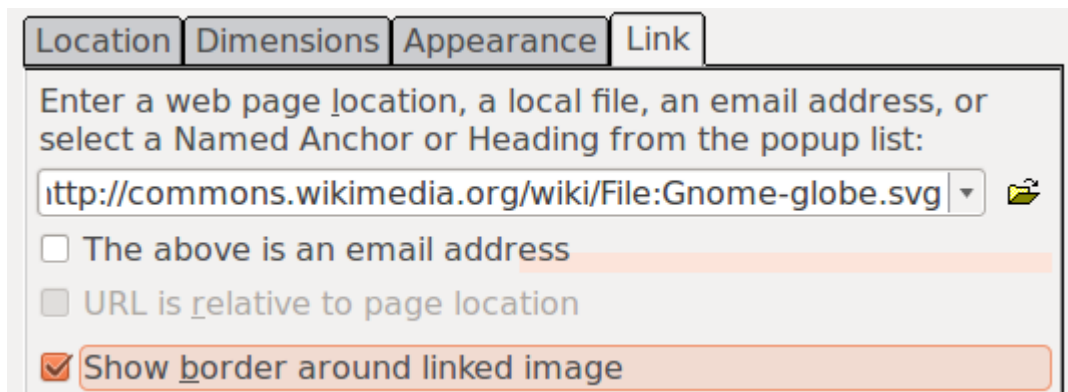 Location Dimensions Appearance Link
Enter a web page location, a local file, an email address, or
select a Named Anchor or Heading from the popup list:
ttp://commons.wikimedia.org/wiki/File:Gnome-globe.svg
The above is an email address
URL is relative to page location
Show border around linked image